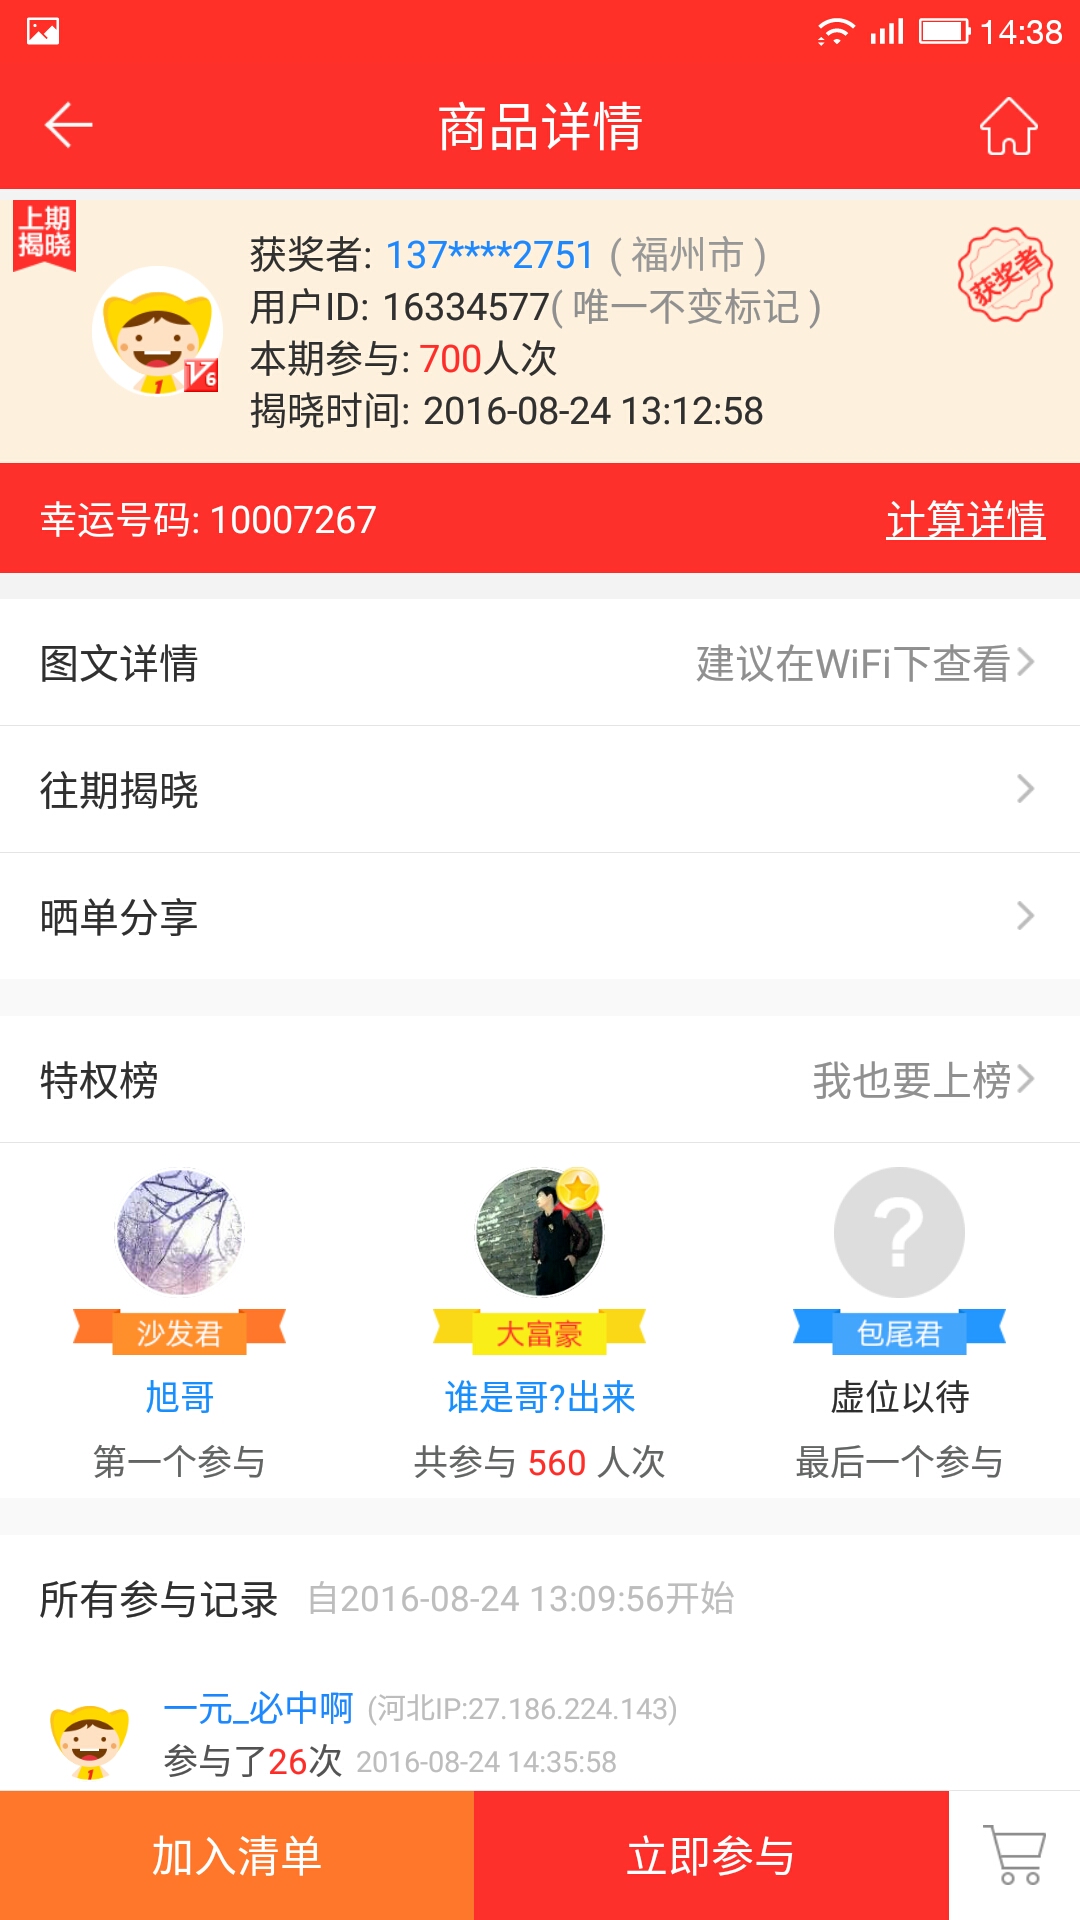 14:38
商品详情
上期
揭晓
获奖者: 137****2751 ( 福州市 )
获奖者
用户ID: 16334577( 唯一不变标记 )
本期参与: 700人次
揭晓时间: 2016-08-24 13:12:58
V6
1
幸运号码: 10007267 计算详情
图文详情 建议在WiFi下查看
往期揭晓
晒单分享
特权榜 我也要上榜
?
沙发君 大富豪 包尾君
旭哥 谁是哥?出来 虚位以待
第一个参与 共参与 560 人次 最后一个参与
所有参与记录 自2016-08-24 13:09:56开始
一元_必中啊 (河北IP:27.186.224.143)
参与了26次 2016-08-24 14:35:58
1
加入清单 立即参与